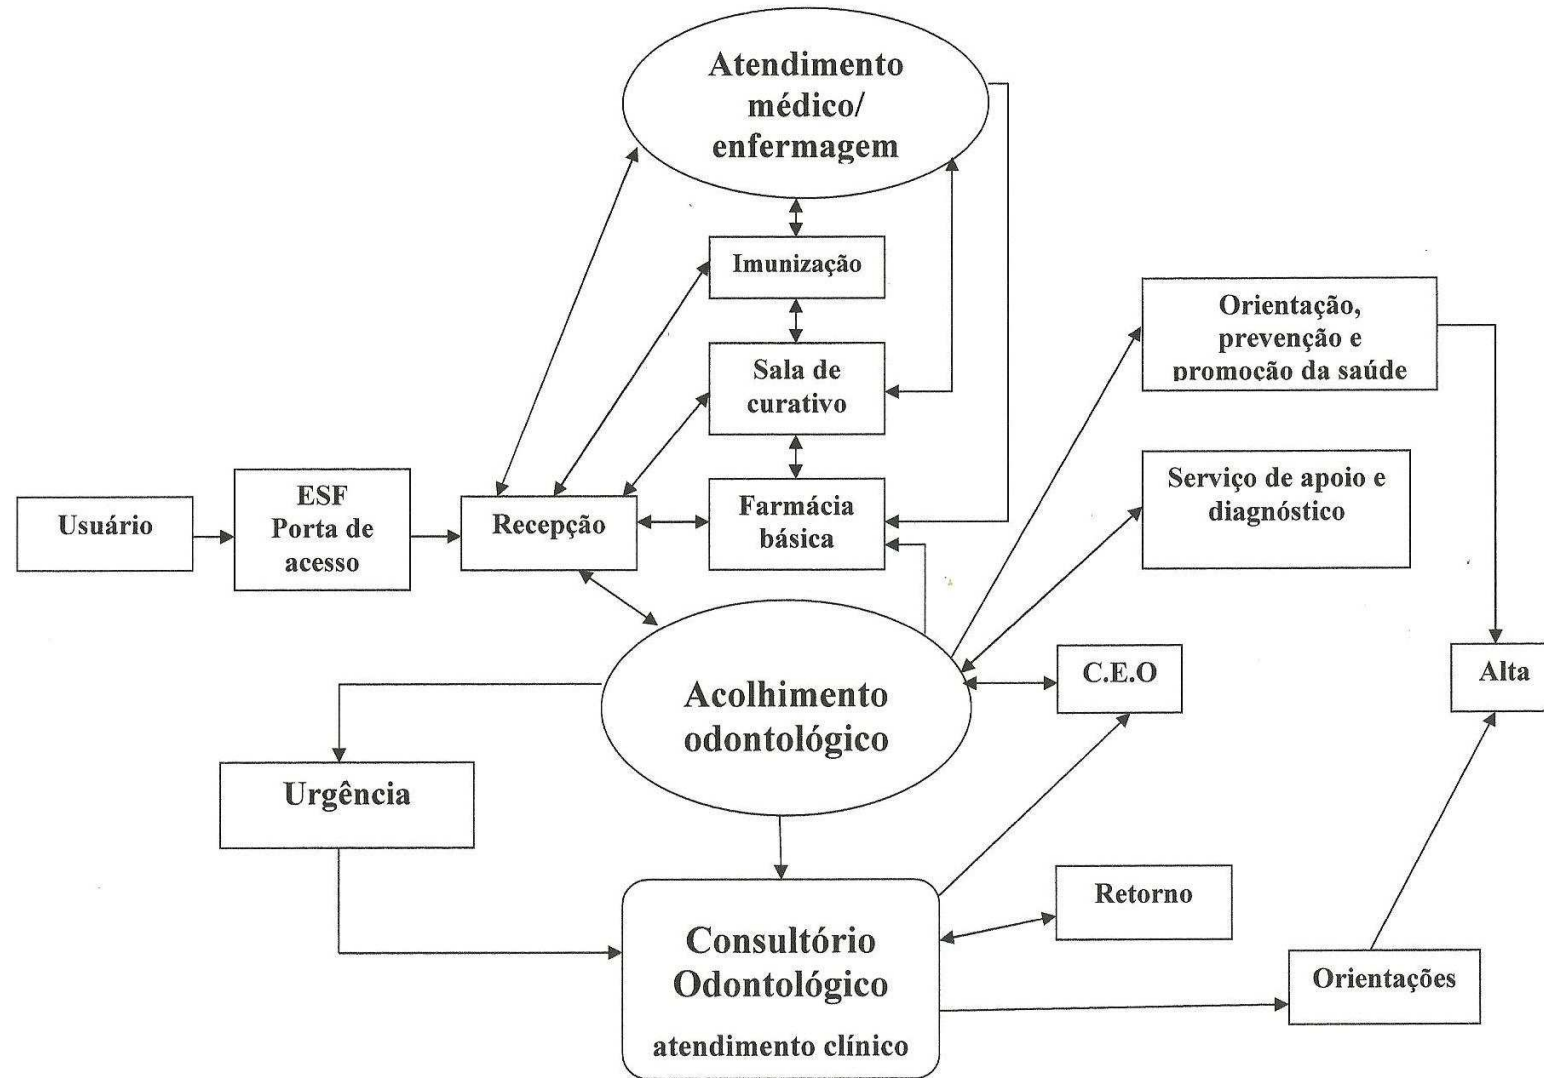 Atendimento
médico/
enfermagem
Imunização
Orientação,
prevenção e
promoção da saúde
Sala de
curativo
Serviço de apoio e
diagnóstico
Usuário
ESF
Porta de
acesso
Recepção
Farmácia
básica
C.E.O
Alta
Acolhimento
odontológico
Urgência
Retorno
Consultório
Odontológico
atendimento clínico
Orientações